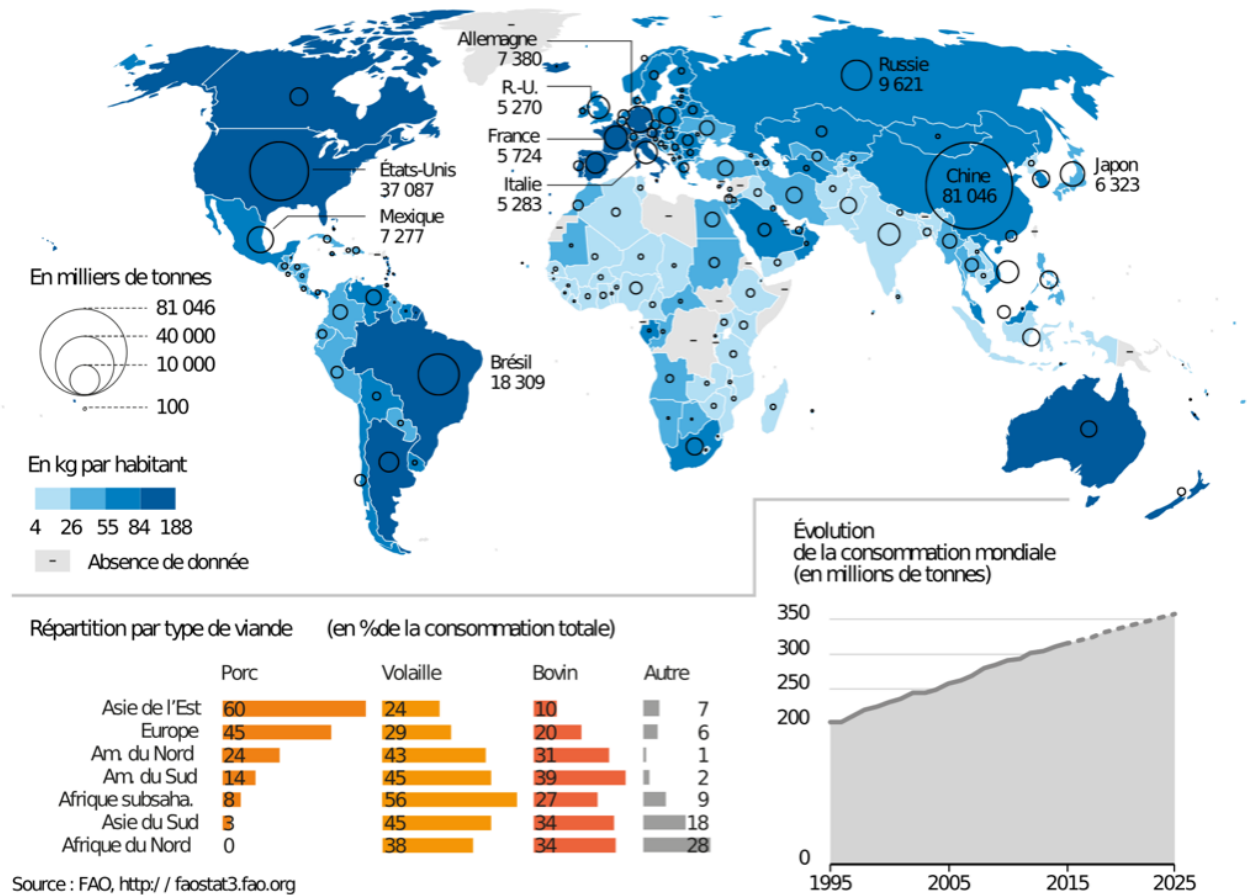 Allemagne
7 380
R.-U.
5 270
France
5 724
Italie
5 283
Russie
9 621
États-Unis
37 087
Mexique
7 277
Chine
81 046
Japon
6 323
Brésil
18 309
En milliers de tonnes
81 046
40 000
10 000
100
En kg par habitant
4 26 55 84 188
- Absence de donnée
Évolution
de la consommation mondiale
(en millions de tonnes)
350
300
250
200
0
1995 2005 2015 2025
Répartition par type de viande (en %de la consommation totale)
Porc Volaille Bovin Autre
Asie de l'Est 60 24 10 7
Europe 45 29 20 6
Am. du Nord 24 43 31 1
Am. du Sud 14 45 39 2
Afrique subsaha. 8 56 27 9
Asie du Sud 3 45 34 18
Afrique du Nord 0 38 34 28
Source : FAO, http:// faostat3.fao.org